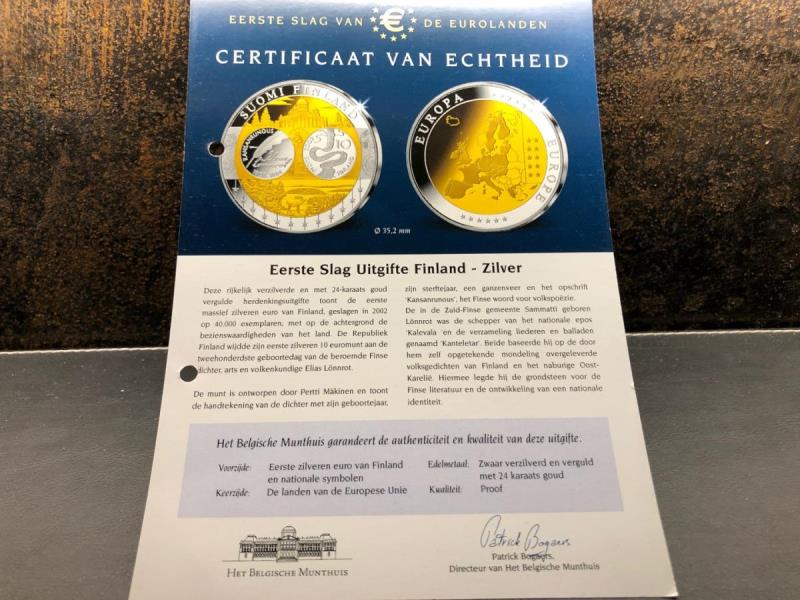 EERSTE SLAG VAN € DE EUROLANDEN
CERTIFICAAT VAN ECHTHEID
SUOMI FINLAND
KANSANRUNOUS
10
FINLAND
EUROPA
EUROPE
Ø 35,2 mm
Eerste Slag Uitgifte Finland - Zilver
Deze rijkelijk verzilverde en met 24-karaats goud
vergulde herdenkingsuitgifte toont de eerste
massief zilveren euro van Finland, geslagen in 2002
op 40.000 exemplaren, met op de achtergrond de
bezienswaardigheden van het land. De Republiek
Finland wijdde zijn eerste zilveren 10 euromunt aan de
tweehonderdste geboortedag van de beroemde Finse
dichter, arts en volkenkundige Elias Lönnrot.
De munt is ontworpen door Pertti Mäkinen en toont
de handtekening van de dichter met zijn geboortejaar,
zijn sterftejaar, een ganzenveer en het opschrift
'Kansanrunous', het Finse woord voor volkspoëzie.
De in de Zuid-Finse gemeente Sammatti geboren
Lönnrot was de schepper van het nationale epos
'Kalevala' en de verzameling liederen en balladen
genaamd 'Kanteletar'. Beide baseerde hij op de door
hem zelf opgetekende mondeling overgeleverde
volksgedichten van Finland en het naburige Oost-
Karelië. Hiermee legde hij de grondsteen voor de
Finse literatuur en de ontwikkeling van een nationale
identiteit.
Het Belgische Munthuis garandeert de authenticiteit en kwaliteit van deze uitgifte.
Voorzijde: Eerste zilveren euro van Finland
en nationale symbolen
Keerzijde: De landen van de Europese Unie
Edelmetaal: Zwaar verzilverd en verguld
met 24 karaats goud
Kwaliteit: Proof
HET BELGISCHE MUNTHUIS
Patrick Bogaers
Patrick Bogaers,
Directeur van Het Belgische Munthuis